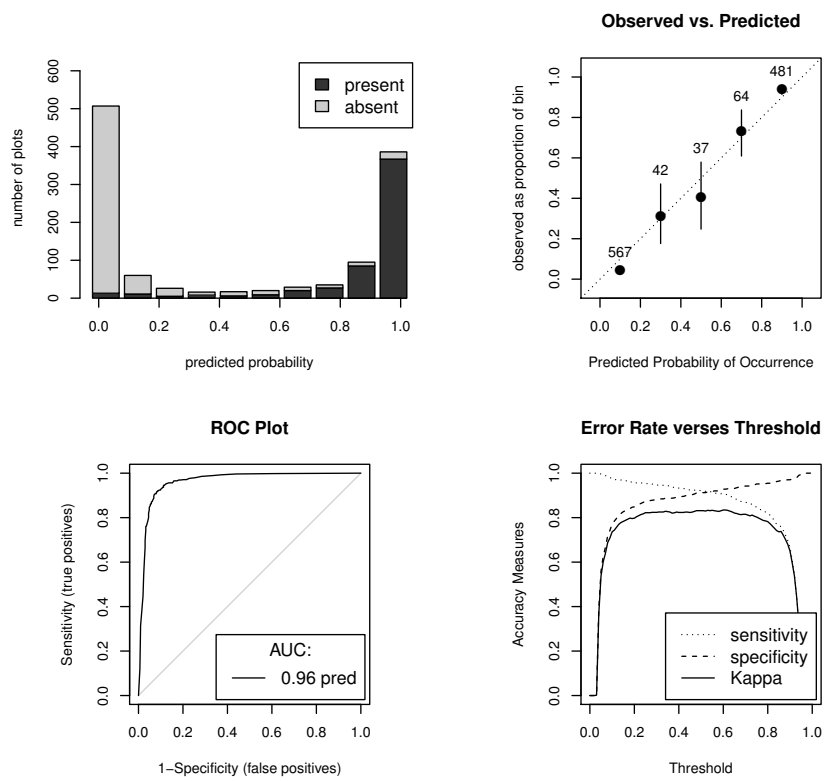 number of plots
0
100
200
300
400
500
600
present
absent
0.0 0.2 0.4 0.6 0.8 1.0
predicted probability
Observed vs. Predicted
observed as proportion of bin
0.0
0.2
0.4
0.6
0.8
1.0
567
42
37
64
481
0.0 0.2 0.4 0.6 0.8 1.0
Predicted Probability of Occurrence
ROC Plot
Sensitivity (true positives)
0.0
0.2
0.4
0.6
0.8
1.0
AUC:
0.96 pred
0.0 0.2 0.4 0.6 0.8 1.0
1−Specificity (false positives)
Error Rate verses Threshold
Accuracy Measures
0.0
0.2
0.4
0.6
0.8
1.0
sensitivity
specificity
Kappa
0.0 0.2 0.4 0.6 0.8 1.0
Threshold